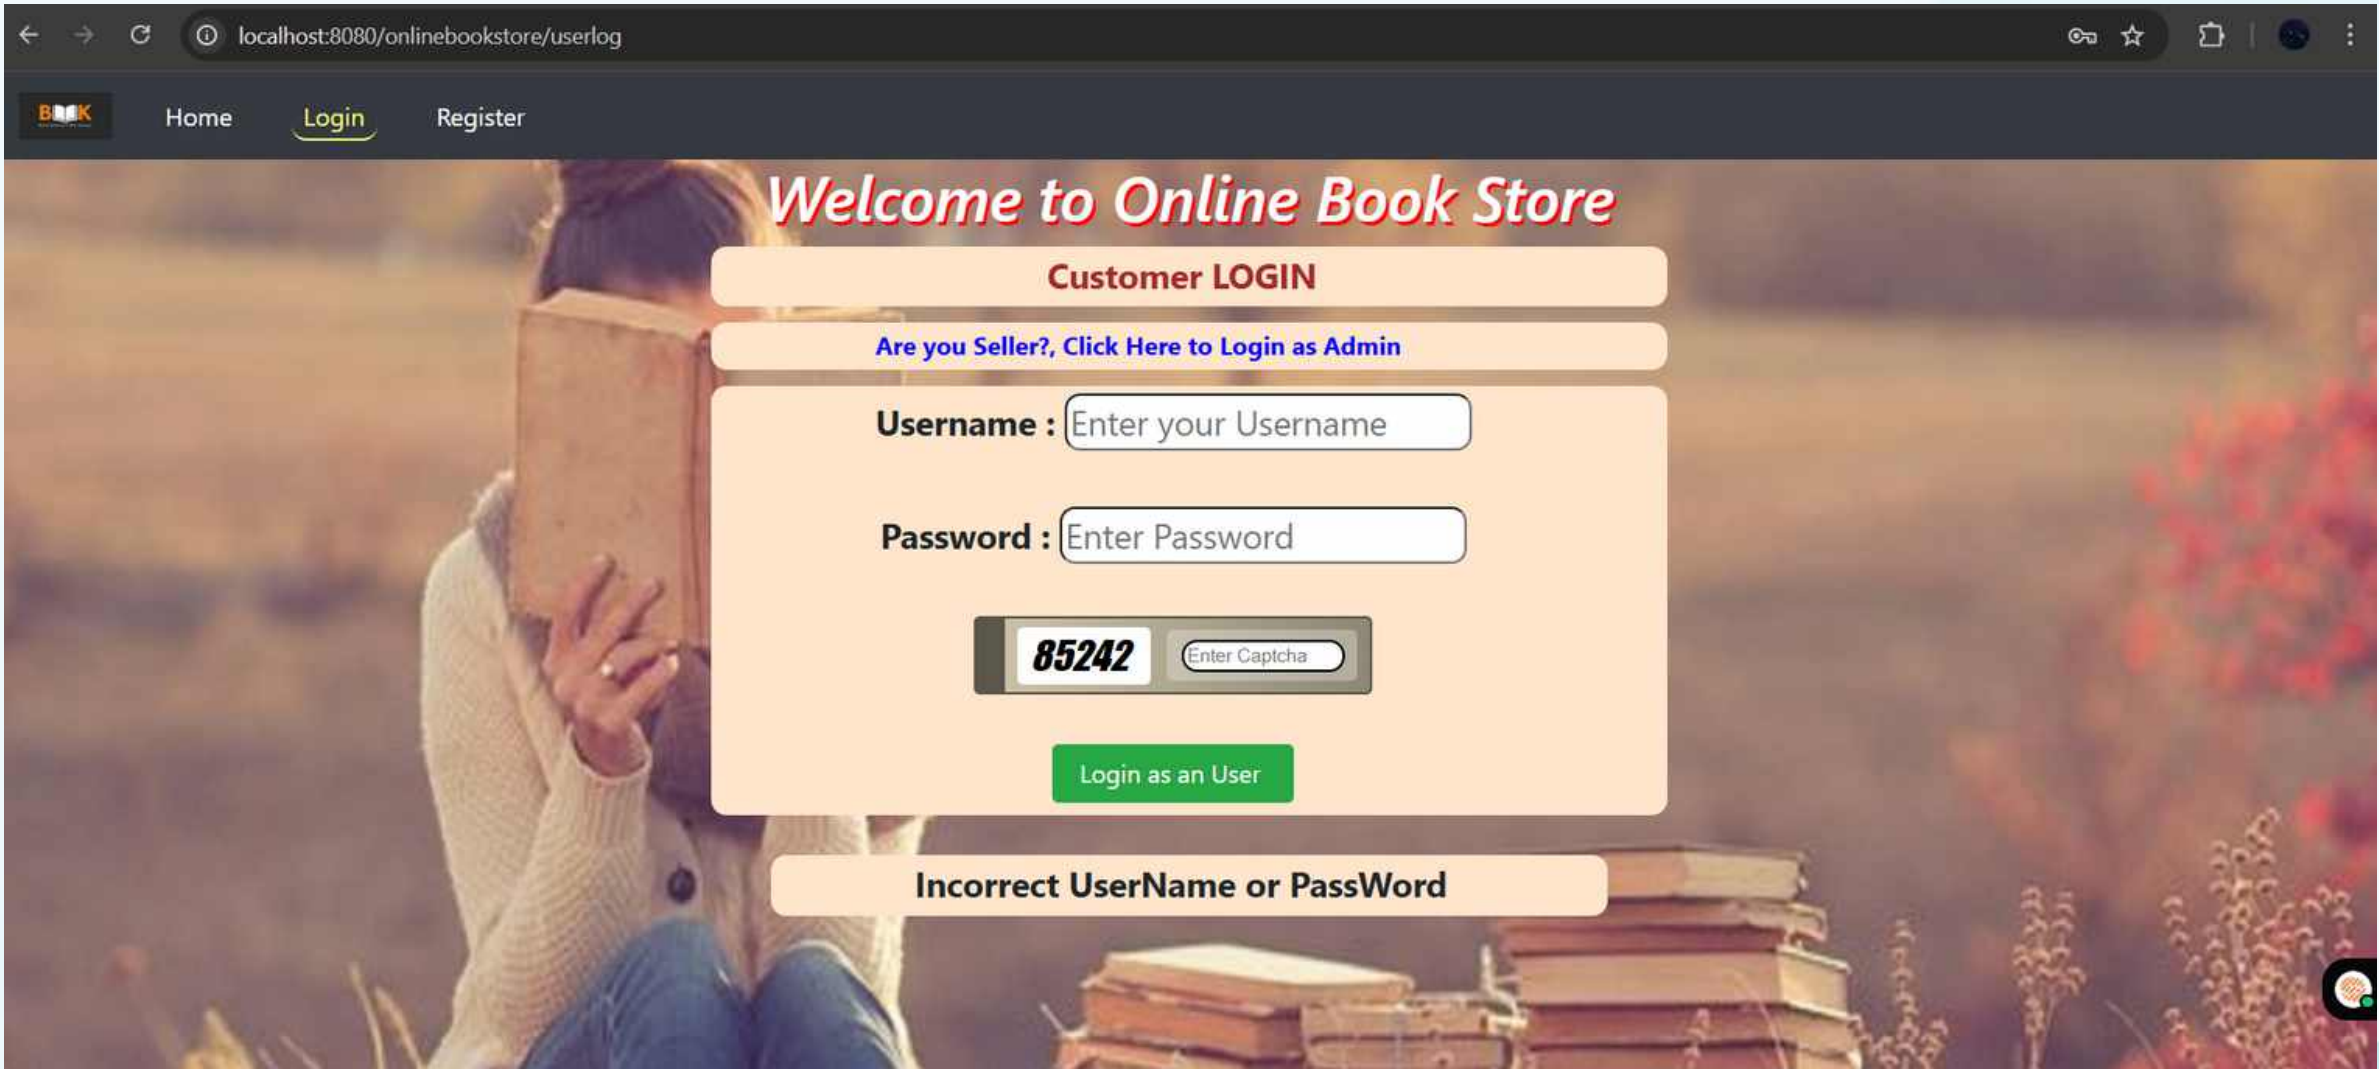 localhost:8080/onlinebookstore/userlog
BOOK
Home Login Register
Welcome to Online Book Store
Customer LOGIN
Are you Seller?, Click Here to Login as Admin
Username : Enter your Username
Password : Enter Password
85242 Enter Captcha
Login as an User
Incorrect UserName or PassWord